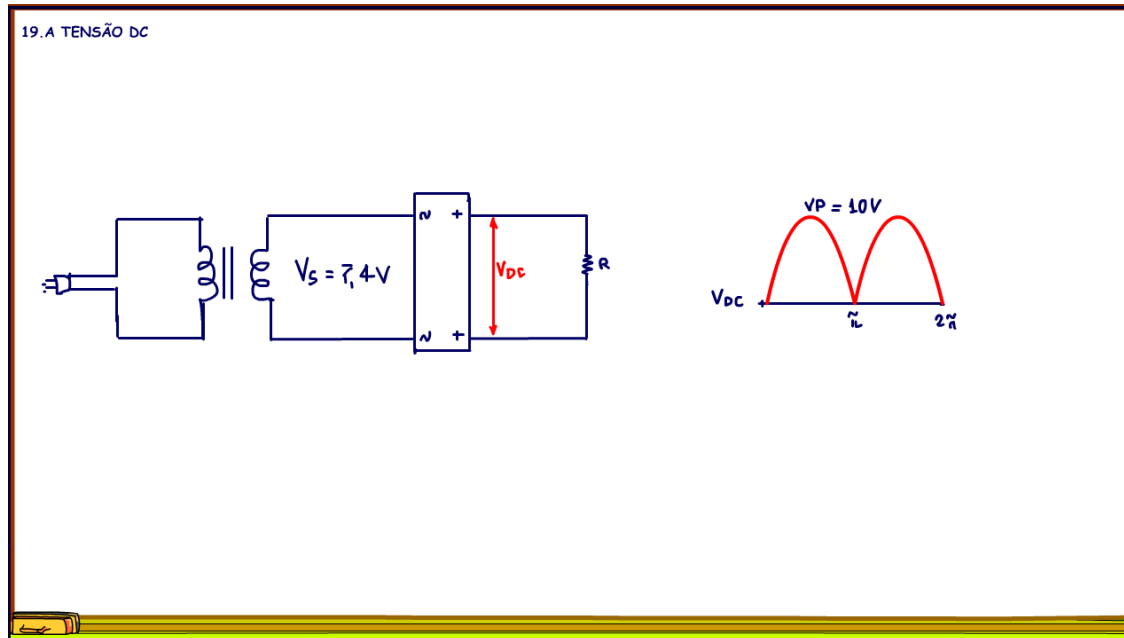 19.A TENSÃO DC
VP = 10V
~ +
VS = 7,4V
VDC
R
VDC
π
2π
~ +